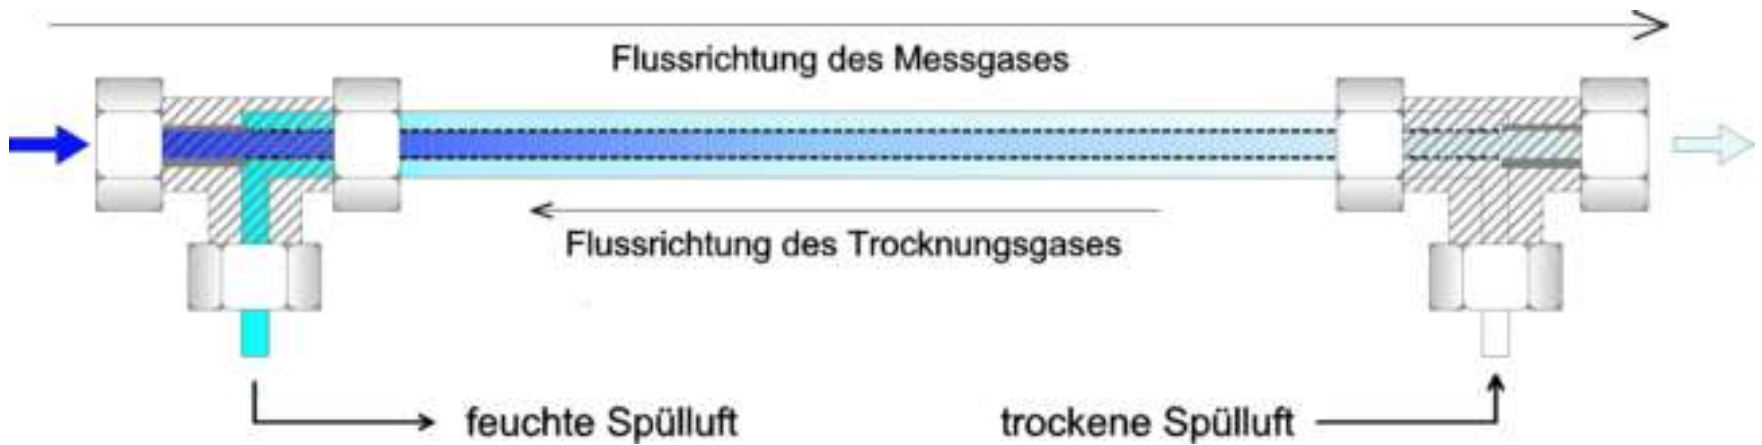 Flussrichtung des Messgases
Flussrichtung des Trocknungsgases
feuchte Spülluft
trockene Spülluft